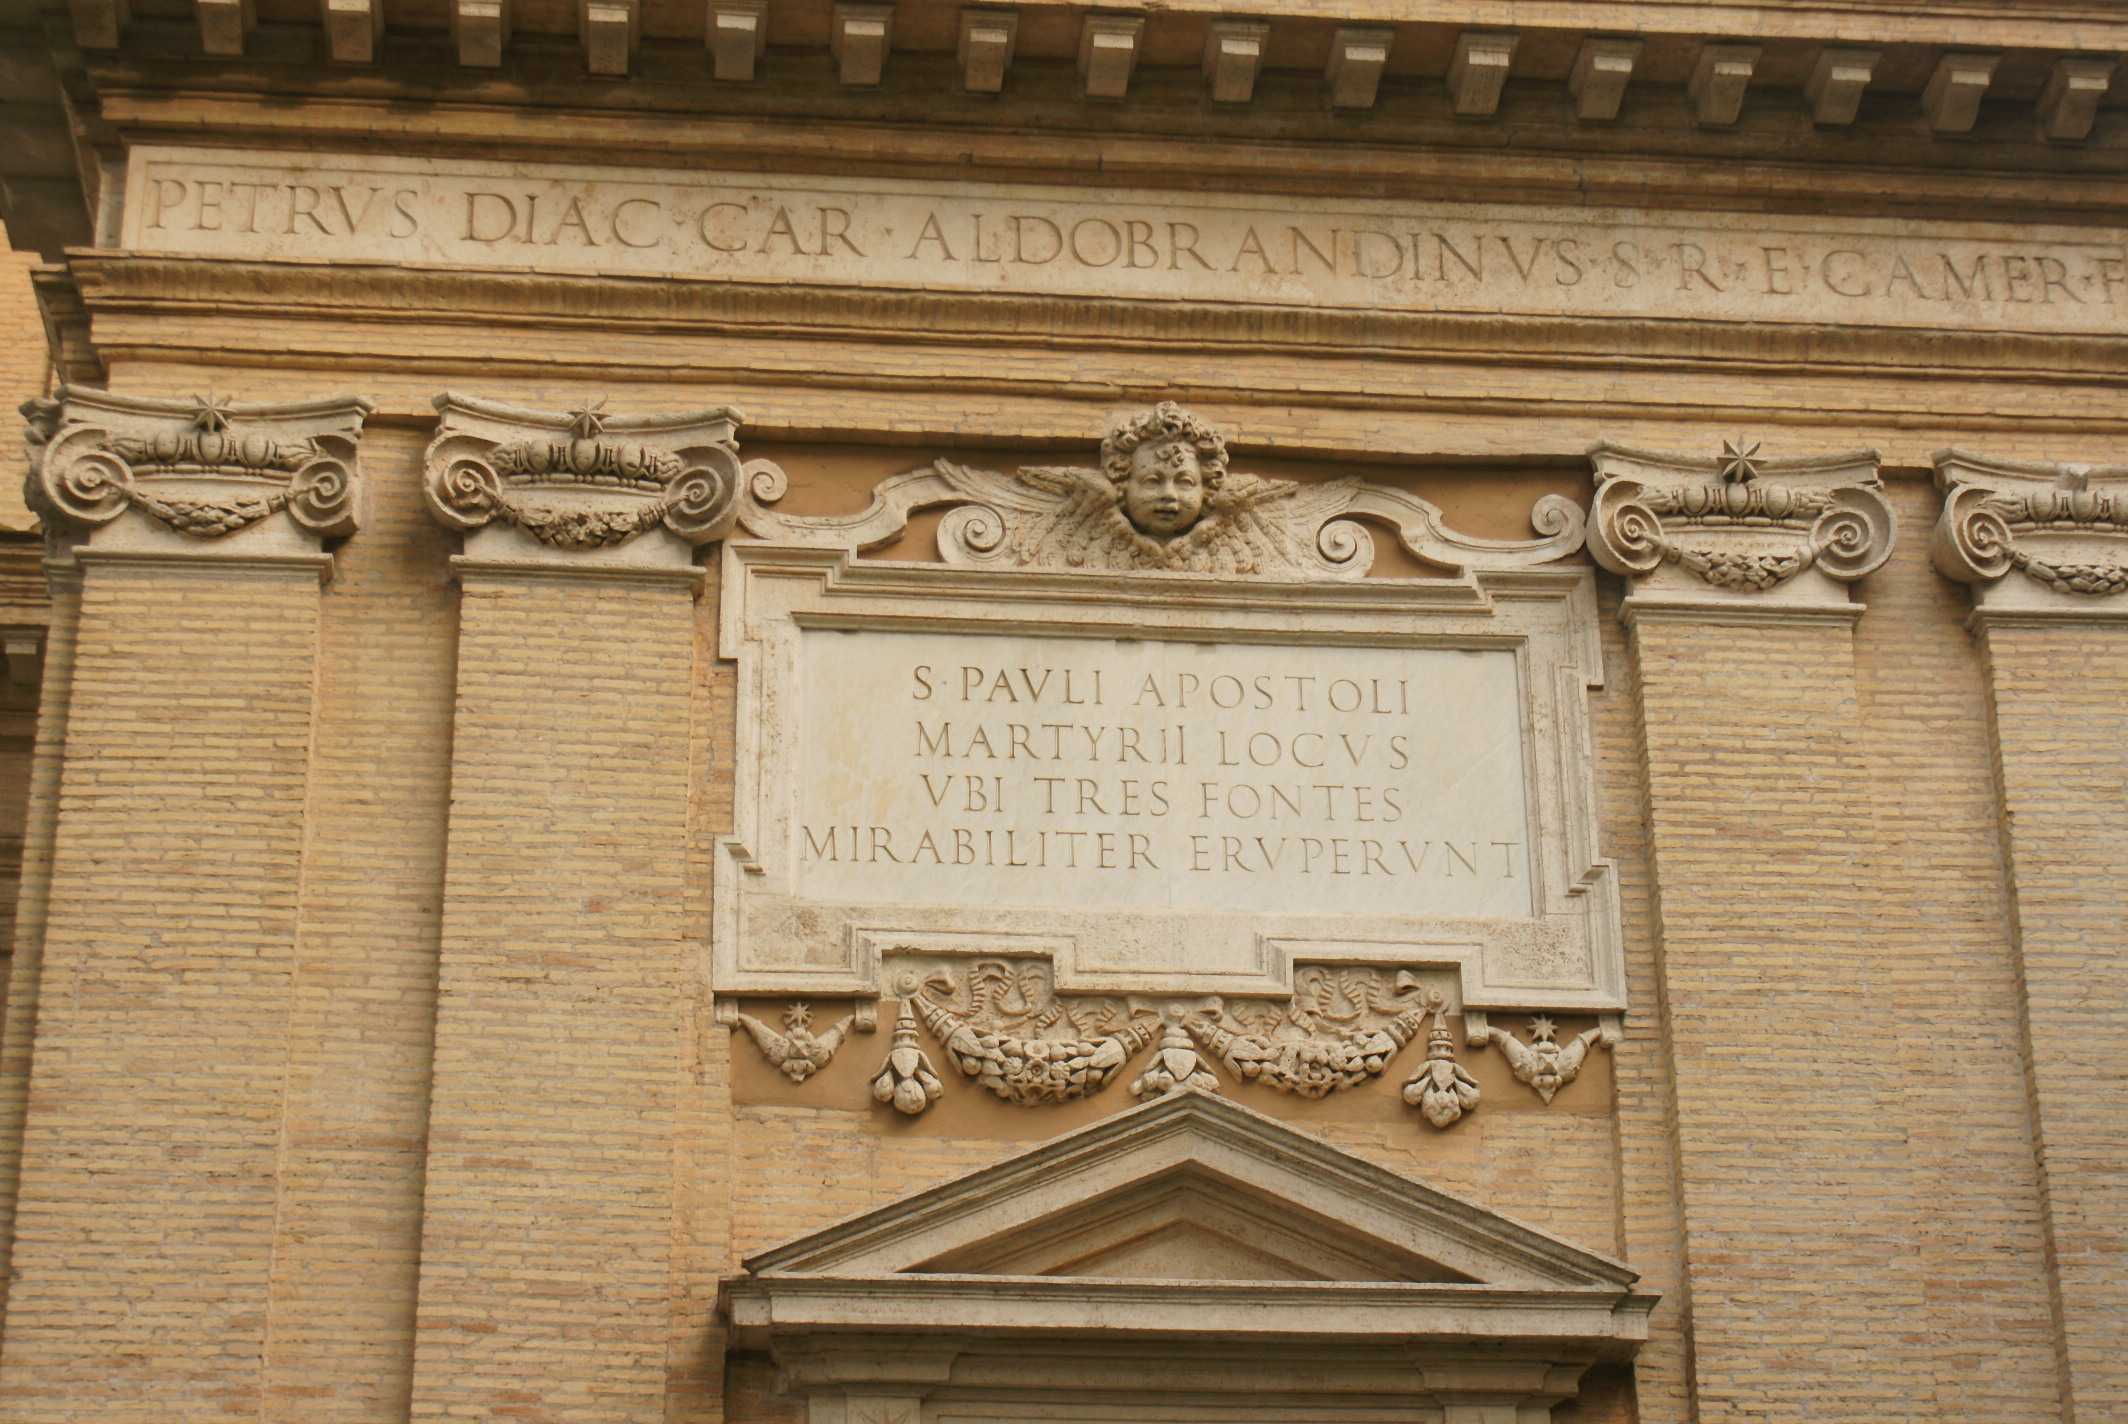 PETRVS DIAC·CAR·ALDOBRANDINVS·S·R·E·CAMER·
S·PAVLI APOSTOLI
MARTYRII LOCVS
VBI TRES FONTES
MIRABILITER ERVPERVNT